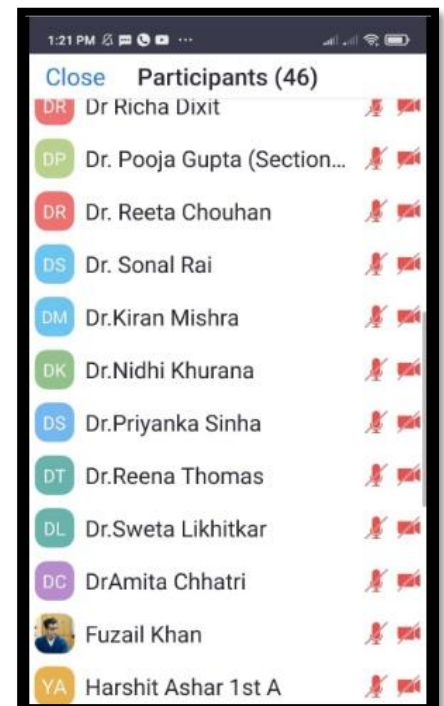 1:21 PM
Close Participants (46)
DR Dr Richa Dixit
DP Dr. Pooja Gupta (Section...
DR Dr. Reeta Chouhan
DS Dr. Sonal Rai
DM Dr.Kiran Mishra
DK Dr.Nidhi Khurana
DS Dr.Priyanka Sinha
DT Dr.Reena Thomas
DL Dr.Sweta Likhitkar
DC DrAmita Chhatri
Fuzail Khan
YA Harshit Ashar 1st A